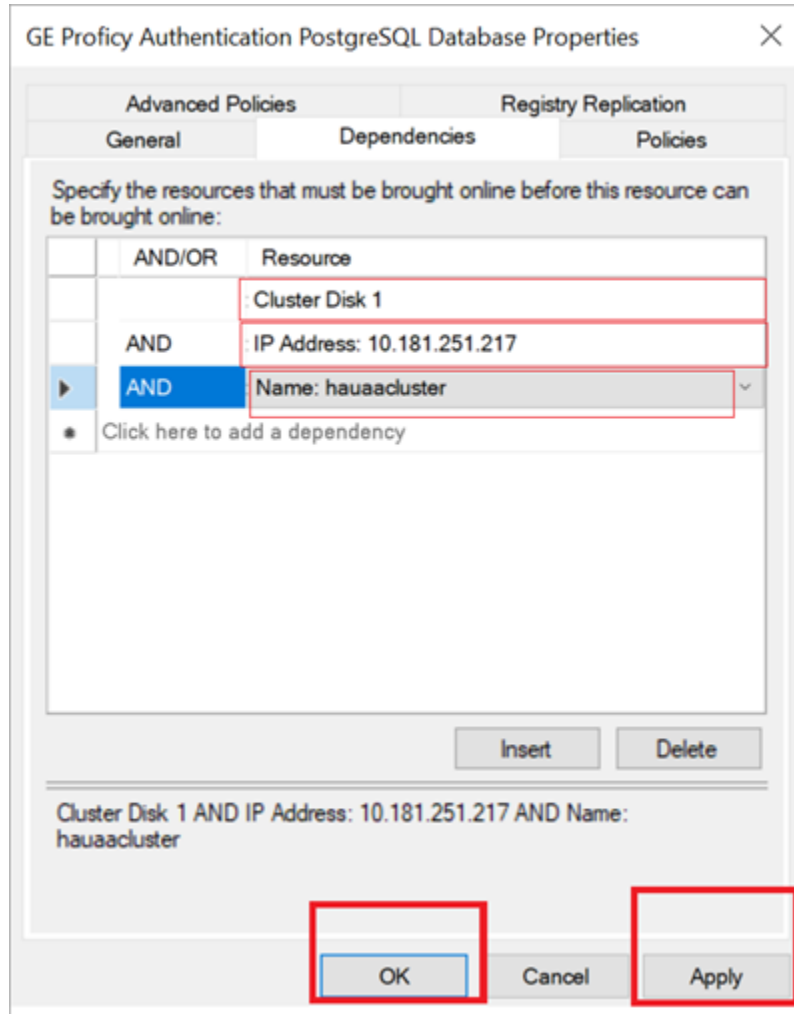 GE Proficy Authentication PostgreSQL Database Properties
Advanced Policies Registry Replication
General Dependencies Policies
Specify the resources that must be brought online before this resource can
be brought online:
AND/OR Resource
Cluster Disk 1
AND IP Address: 10.181.251.217
AND Name: hauaacluster
Click here to add a dependency
Insert Delete
Cluster Disk 1 AND IP Address: 10.181.251.217 AND Name:
hauaacluster
OK Cancel Apply